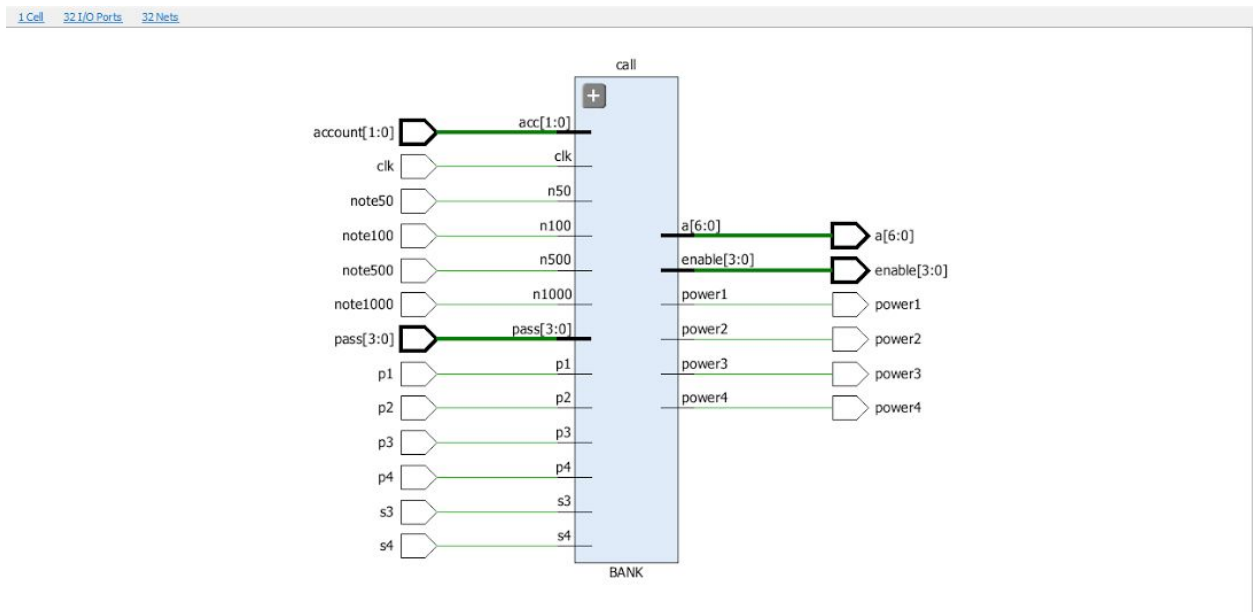 1 Cell 32 I/O Ports 32 Nets
call
account[1:0] acc[1:0]
clk clk
note50 n50
note100 n100 a[6:0] a[6:0]
note500 n500 enable[3:0] enable[3:0]
note1000 n1000 power1 power1
pass[3:0] pass[3:0] power2 power2
p1 p1 power3 power3
p2 p2 power4 power4
p3 p3
p4 p4
s3 s3
s4 s4
BANK